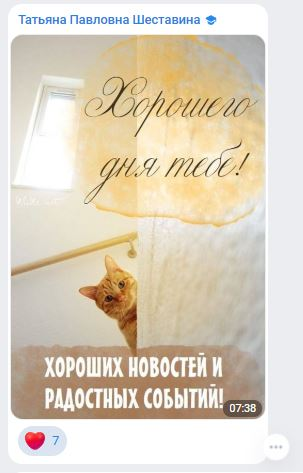 Татьяна Павловна Шеставина
Хорошего
дня тебе!
ХОРОШИХ НОВОСТЕЙ И
РАДОСТНЫХ СОБЫТИЙ!
07:38
7